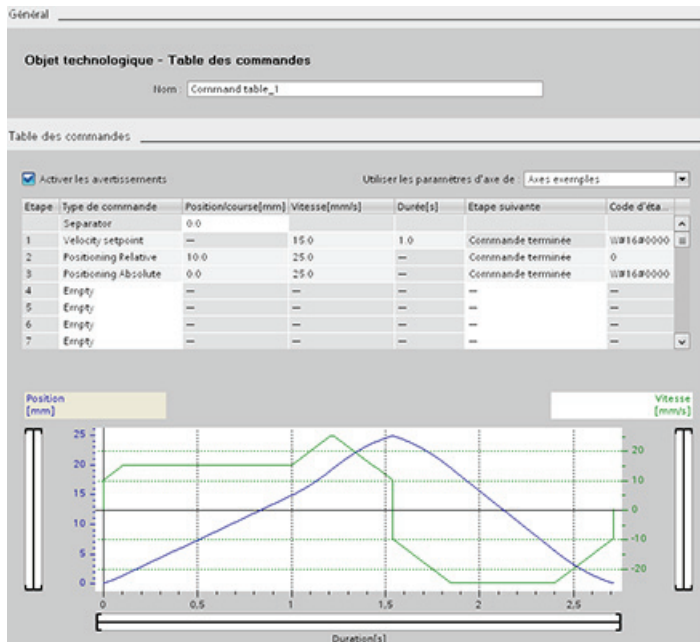 Général
Objet technologique - Table des commandes
Nom : Command table_1
Table des commandes
Activer les avertissements
Utiliser les paramètres d'axe de : Axes exemples
Etape Type de commande Position/course[mm] Vitesse[mm/s] Durée[s] Etape suivante Code d'éta...
Separator 0.0
1 Velocity setpoint — 15.0 1.0 Commande terminée W#16#0000
2 Positioning Relative 10.0 25.0 — Commande terminée 0
3 Positioning Absolute 0.0 25.0 — Commande terminée W#16#0000
4 Empty — — — — —
5 Empty — — — — —
6 Empty — — — — —
7 Empty — — — — —
Position
[mm]
Vitesse
[mm/s]
25
20
15
10
5
0
20
10
0
-10
-20
0 0,5 1 1,5 2 2,5
Duration[s]